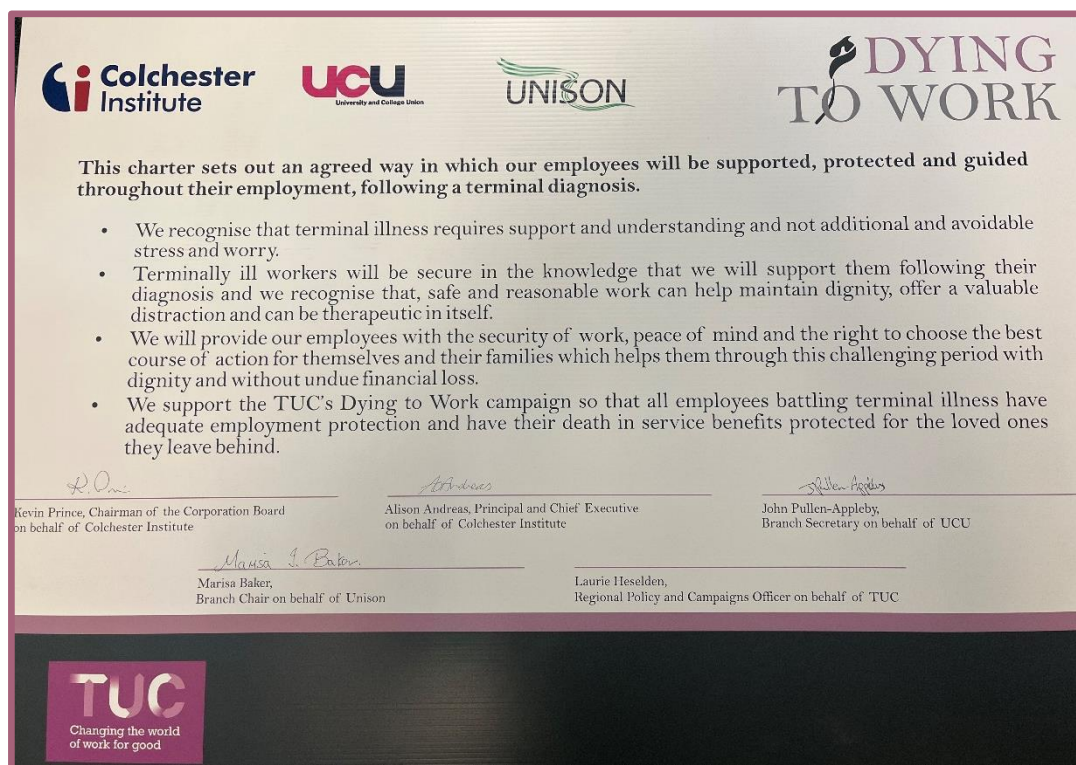 Colchester
Institute
UCU
University and College Union
UNISON
DYING
TO WORK
This charter sets out an agreed way in which our employees will be supported, protected and guided
throughout their employment, following a terminal diagnosis.
• We recognise that terminal illness requires support and understanding and not additional and avoidable
stress and worry.
• Terminally ill workers will be secure in the knowledge that we will support them following their
diagnosis and we recognise that, safe and reasonable work can help maintain dignity, offer a valuable
distraction and can be therapeutic in itself.
• We will provide our employees with the security of work, peace of mind and the right to choose the best
course of action for themselves and their families which helps them through this challenging period with
dignity and without undue financial loss.
• We support the TUC's Dying to Work campaign so that all employees battling terminal illness have
adequate employment protection and have their death in service benefits protected for the loved ones
they leave behind.
Kevin Prince, Chairman of the Corporation Board
on behalf of Colchester Institute
A Andreas
Alison Andreas, Principal and Chief Executive
on behalf of Colchester Institute
JPullen-Appleby
John Pullen-Appleby,
Branch Secretary on behalf of UCU
Marisa J. Baker.
Marisa Baker,
Branch Chair on behalf of Unison
Laurie Heselden,
Regional Policy and Campaigns Officer on behalf of TUC
TUC
Changing the world
of work for good